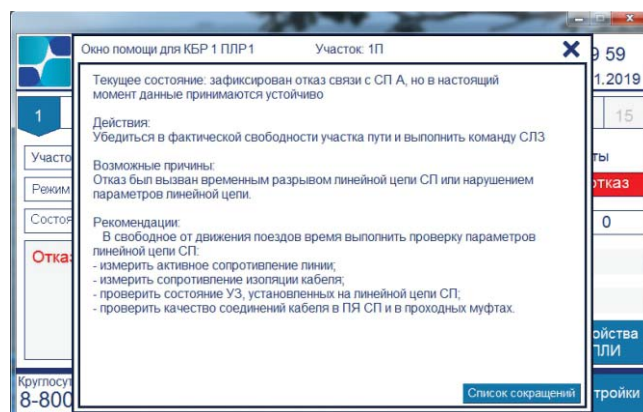 Окно помощи для КБР 1 ПЛР1 Участок: 1П
9 59
1.2019
Текущее состояние: зафиксирован отказ связи с СП А, но в настоящий
момент данные принимаются устойчиво
1
15
Действия:
Убедиться в фактической свободности участка пути и выполнить команду СЛЗ
Участо
ты
Возможные причины:
Отказ был вызван временным разрывом линейной цепи СП или нарушением
параметров линейной цепи.
Режим
отказ
Состоя
0
Рекомендации:
В свободное от движения поездов время выполнить проверку параметров
линейной цепи СП:
- измерить активное сопротивление линии;
- измерить сопротивление изоляции кабеля;
- проверить состояние УЗ, установленных на линейной цепи СП;
- проверить качество соединений кабеля в ПЯ СП и в проходных муфтах.
Отказ
ойства
ПЛИ
Круглосут
8-800
Список сокращений
тройки